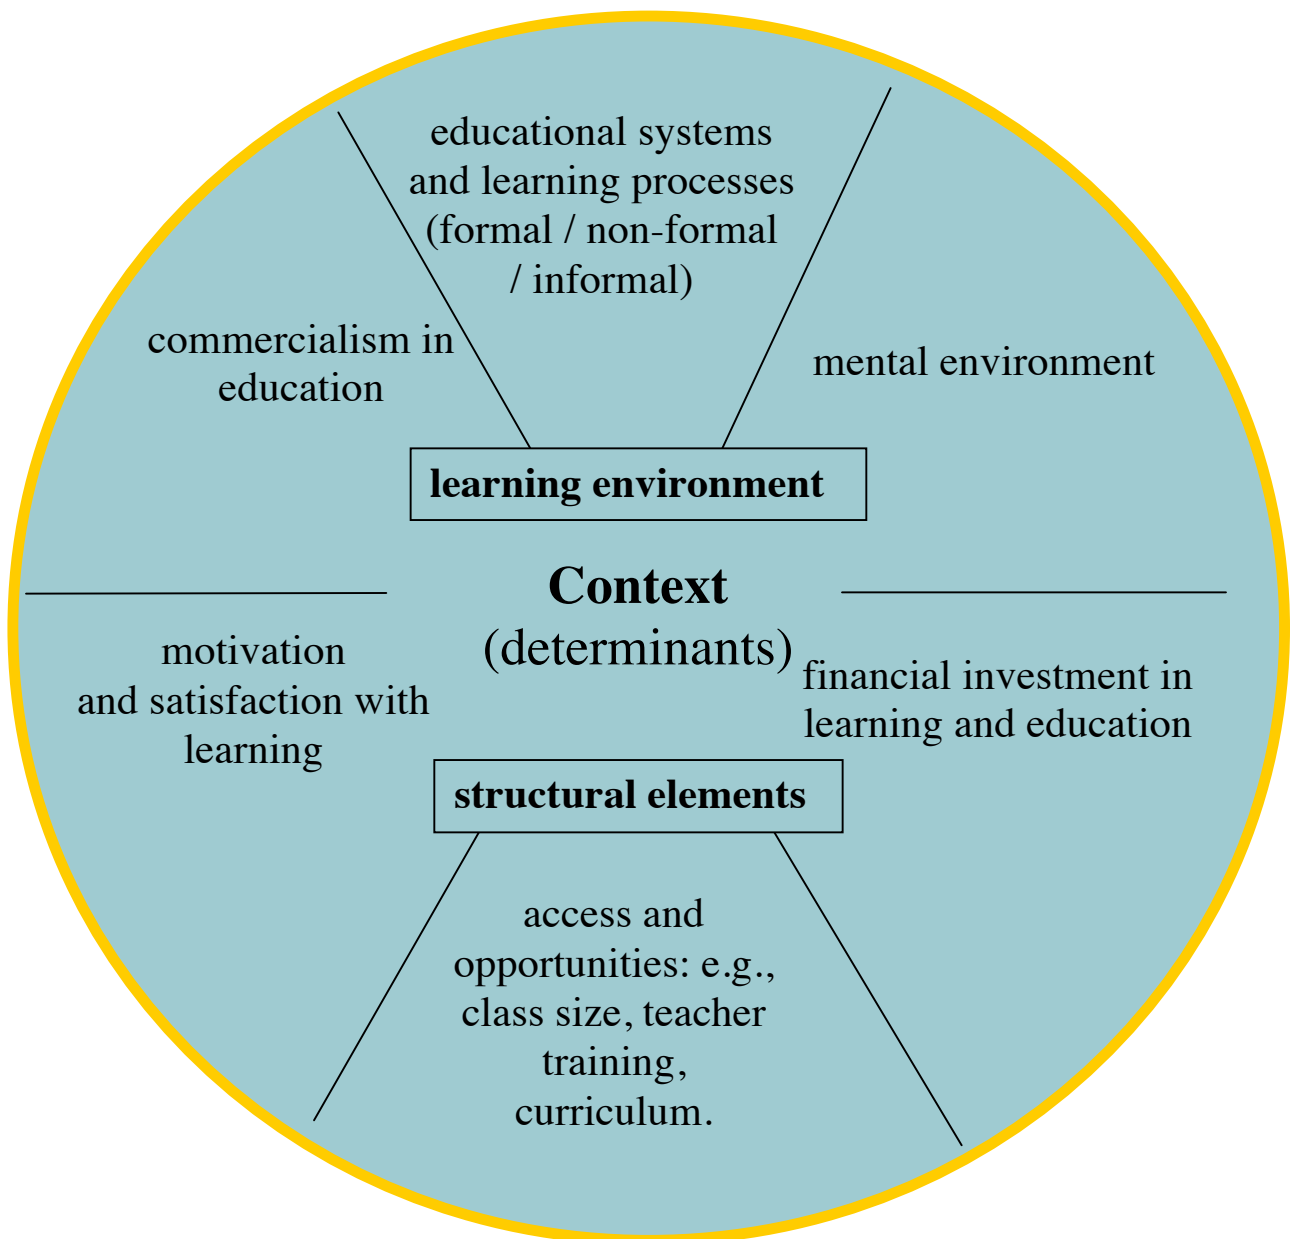 educational systems
and learning processes
(formal / non-formal
/ informal)
commercialism in
education
mental environment
learning environment
Context
(determinants)
motivation
and satisfaction with
learning
financial investment in
learning and education
structural elements
access and
opportunities: e.g.,
class size, teacher
training,
curriculum.